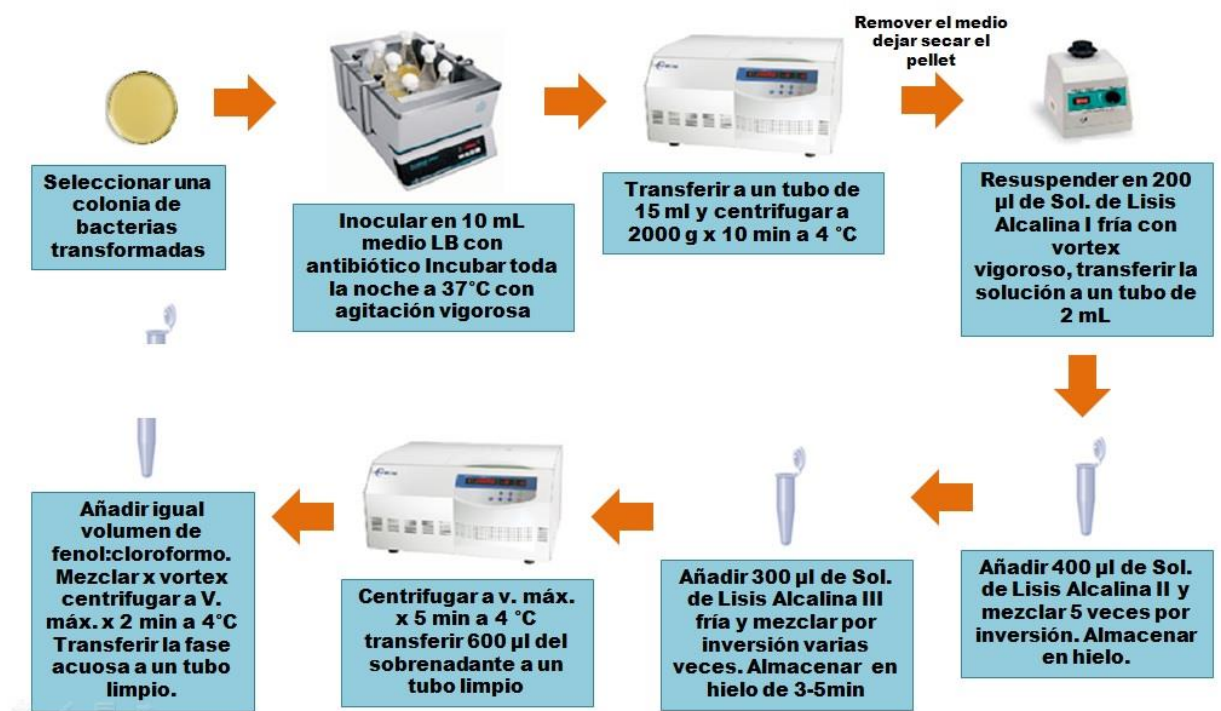 Seleccionar una
colonia de
bacterias
transformadas
Inocular en 10 mL
medio LB con
antibiótico Incubar toda
la noche a 37°C con
agitación vigorosa
Transferir a un tubo de
15 ml y centrifugar a
2000 g x 10 min a 4 °C
Remover el medio
dejar secar el
pellet
Resuspender en 200
µl de Sol. de Lisis
Alcalina I fría con
vortex
vigoroso, transferir la
solución a un tubo de
2 mL
Añadir 400 µl de Sol.
de Lisis Alcalina II y
mezclar 5 veces por
inversión. Almacenar
en hielo.
Añadir 300 µl de Sol.
de Lisis Alcalina III
fría y mezclar por
inversión varias
veces. Almacenar en
hielo de 3-5min
Centrifugar a v. máx.
x 5 min a 4 °C
transferir 600 µl del
sobrenadante a un
tubo limpio
Añadir igual
volumen de
fenol:cloroformo.
Mezclar x vortex
centrifugar a V.
máx. x 2 min a 4°C
Transferir la fase
acuosa a un tubo
limpio.